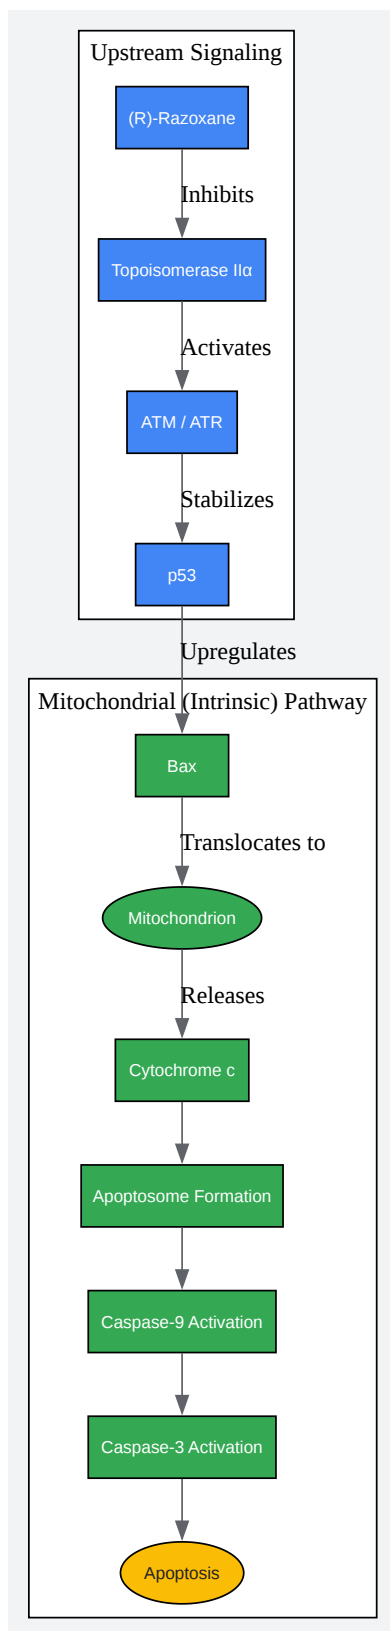 Upstream Signaling
(R)-Razoxane
Inhibits
Topoisomerase IIα
Activates
ATM / ATR
Stabilizes
p53
Upregulates
Mitochondrial (Intrinsic) Pathway
Bax
Translocates to
Mitochondrion
Releases
Cytochrome c
Apoptosome Formation
Caspase-9 Activation
Caspase-3 Activation
Apoptosis